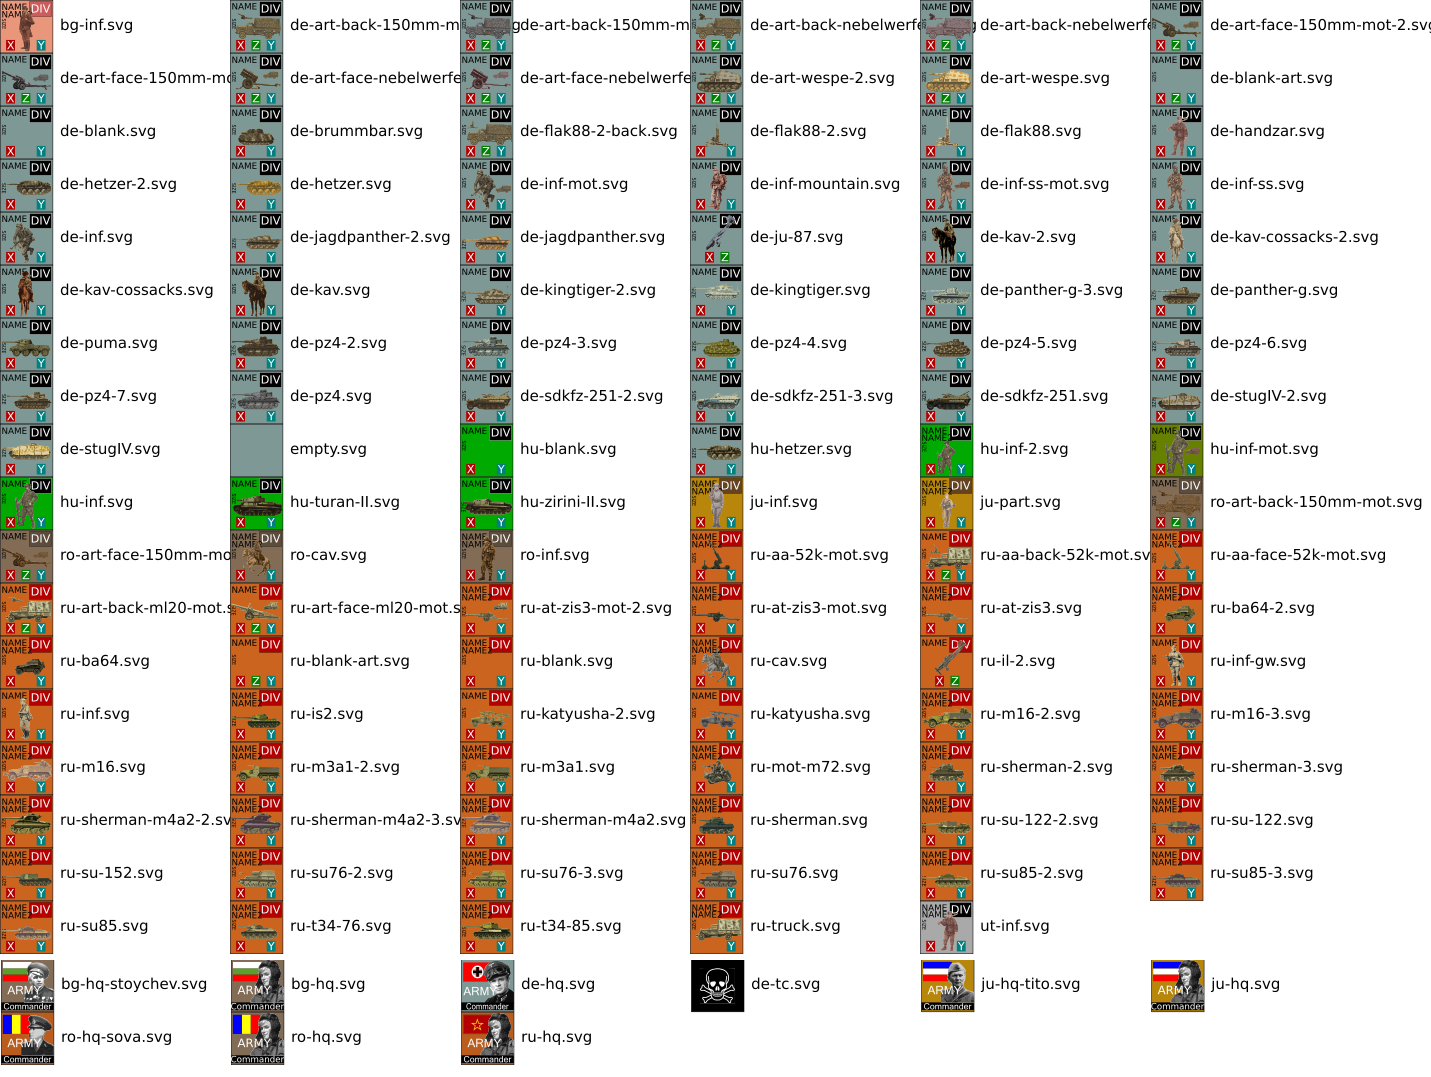 bg-inf.svg de-art-back-150mm-m gde-art-back-150mm-m de-art-back-nebelwerfe de-art-back-nebelwerfe de-art-face-150mm-mot-2.svg
de-art-face-150mm-mo de-art-face-nebelwerfe de-art-face-nebelwerfe de-art-wespe-2.svg de-art-wespe.svg de-blank-art.svg
de-blank.svg de-brummbar.svg de-flak88-2-back.svg de-flak88-2.svg de-flak88.svg de-handzar.svg
de-hetzer-2.svg de-hetzer.svg de-inf-mot.svg de-inf-mountain.svg de-inf-ss-mot.svg de-inf-ss.svg
de-inf.svg de-jagdpanther-2.svg de-jagdpanther.svg de-ju-87.svg de-kav-2.svg de-kav-cossacks-2.svg
de-kav-cossacks.svg de-kav.svg de-kingtiger-2.svg de-kingtiger.svg de-panther-g-3.svg de-panther-g.svg
de-puma.svg de-pz4-2.svg de-pz4-3.svg de-pz4-4.svg de-pz4-5.svg de-pz4-6.svg
de-pz4-7.svg de-pz4.svg de-sdkfz-251-2.svg de-sdkfz-251-3.svg de-sdkfz-251.svg de-stugIV-2.svg
de-stugIV.svg empty.svg hu-blank.svg hu-hetzer.svg hu-inf-2.svg hu-inf-mot.svg
hu-inf.svg hu-turan-II.svg hu-zirini-II.svg ju-inf.svg ju-part.svg ro-art-back-150mm-mot.svg
ro-art-face-150mm-mo ro-cav.svg ro-inf.svg ru-aa-52k-mot.svg ru-aa-back-52k-mot.sv ru-aa-face-52k-mot.svg
ru-art-back-ml20-mot.s ru-art-face-ml20-mot.s ru-at-zis3-mot-2.svg ru-at-zis3-mot.svg ru-at-zis3.svg ru-ba64-2.svg
ru-ba64.svg ru-blank-art.svg ru-blank.svg ru-cav.svg ru-il-2.svg ru-inf-gw.svg
ru-inf.svg ru-is2.svg ru-katyusha-2.svg ru-katyusha.svg ru-m16-2.svg ru-m16-3.svg
ru-m16.svg ru-m3a1-2.svg ru-m3a1.svg ru-mot-m72.svg ru-sherman-2.svg ru-sherman-3.svg
ru-sherman-m4a2-2.sv ru-sherman-m4a2-3.sv ru-sherman-m4a2.svg ru-sherman.svg ru-su-122-2.svg ru-su-122.svg
ru-su-152.svg ru-su76-2.svg ru-su76-3.svg ru-su76.svg ru-su85-2.svg ru-su85-3.svg
ru-su85.svg ru-t34-76.svg ru-t34-85.svg ru-truck.svg ut-inf.svg
ARMY Commander bg-hq-stoychev.svg ARMY Commander bg-hq.svg ARMY Commander de-hq.svg de-tc.svg ARMY Commander ju-hq-tito.svg ARMY Commander ju-hq.svg
ARMY Commander ro-hq-sova.svg ARMY Commander ro-hq.svg ARMY Commander ru-hq.svg